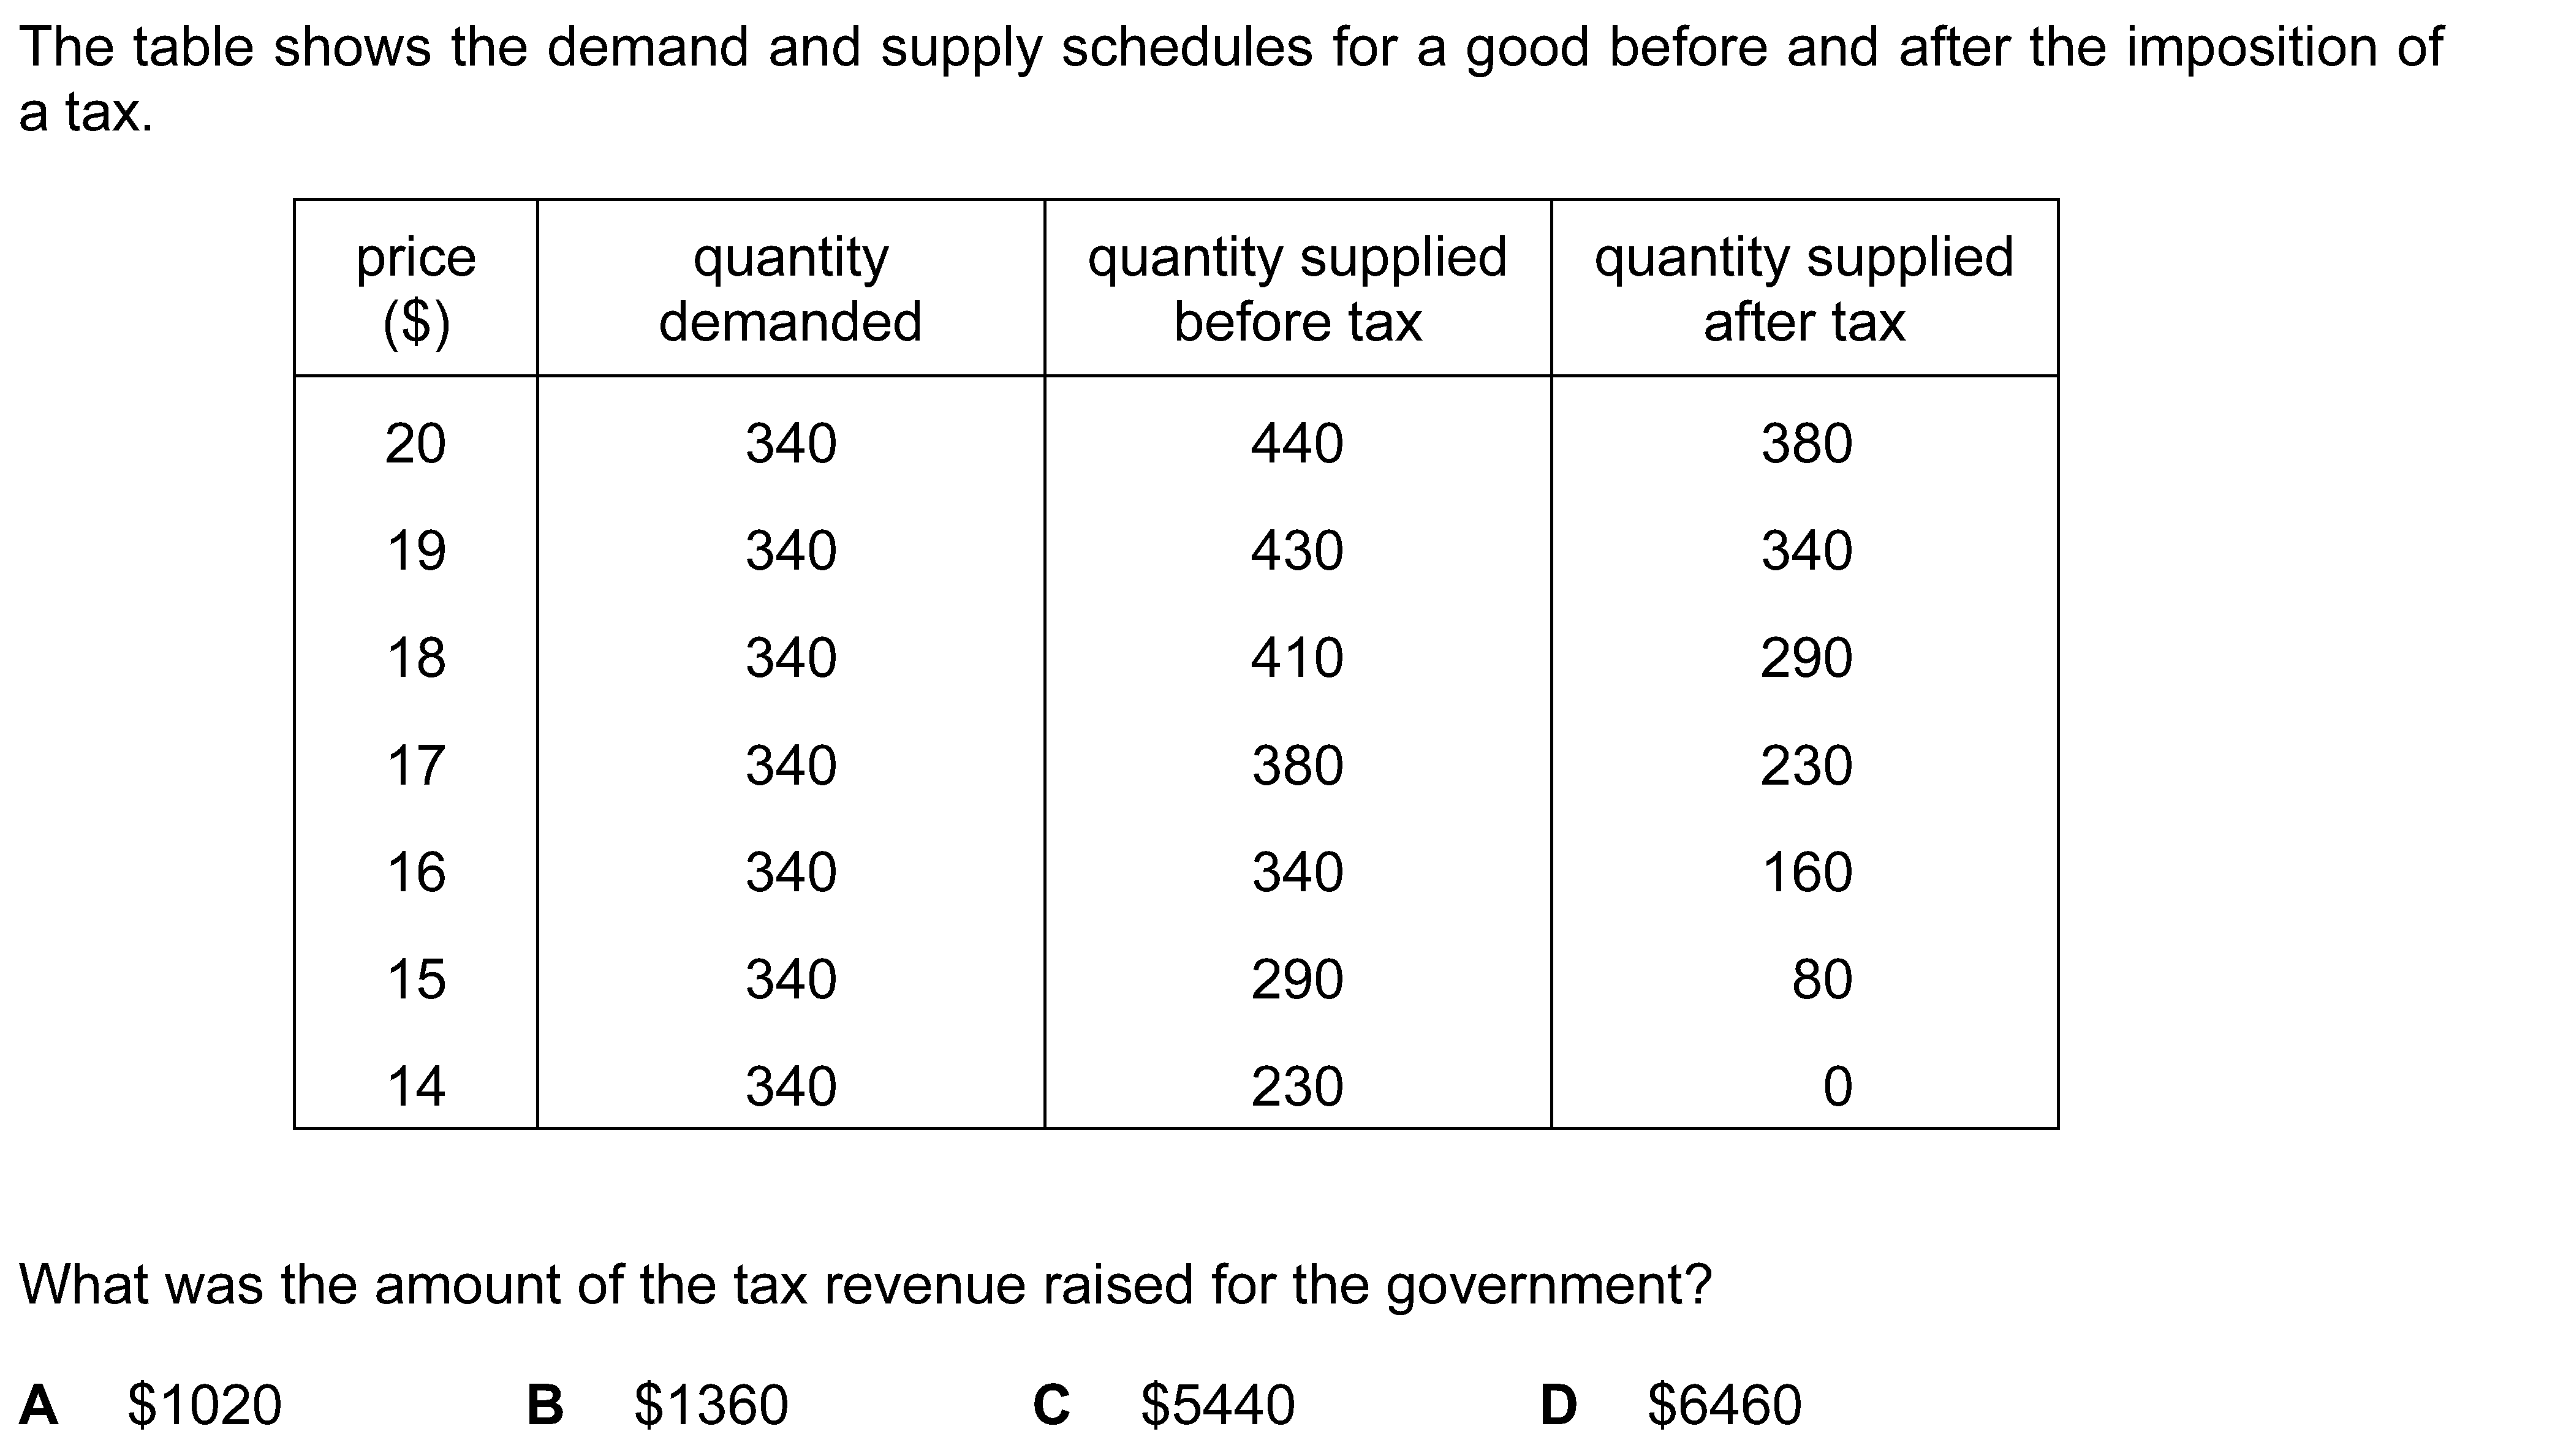 The table shows the demand and supply schedules for a good before and after the imposition of
a tax.
price quantity quantity supplied quantity supplied
($) demanded before tax after tax
20 340 440 380
19 340 430 340
18 340 410 290
17 340 380 230
16 340 340 160
15 340 290 80
14 340 230 0
What was the amount of the tax revenue raised for the government?
A $1020 B $1360 C $5440 D $6460